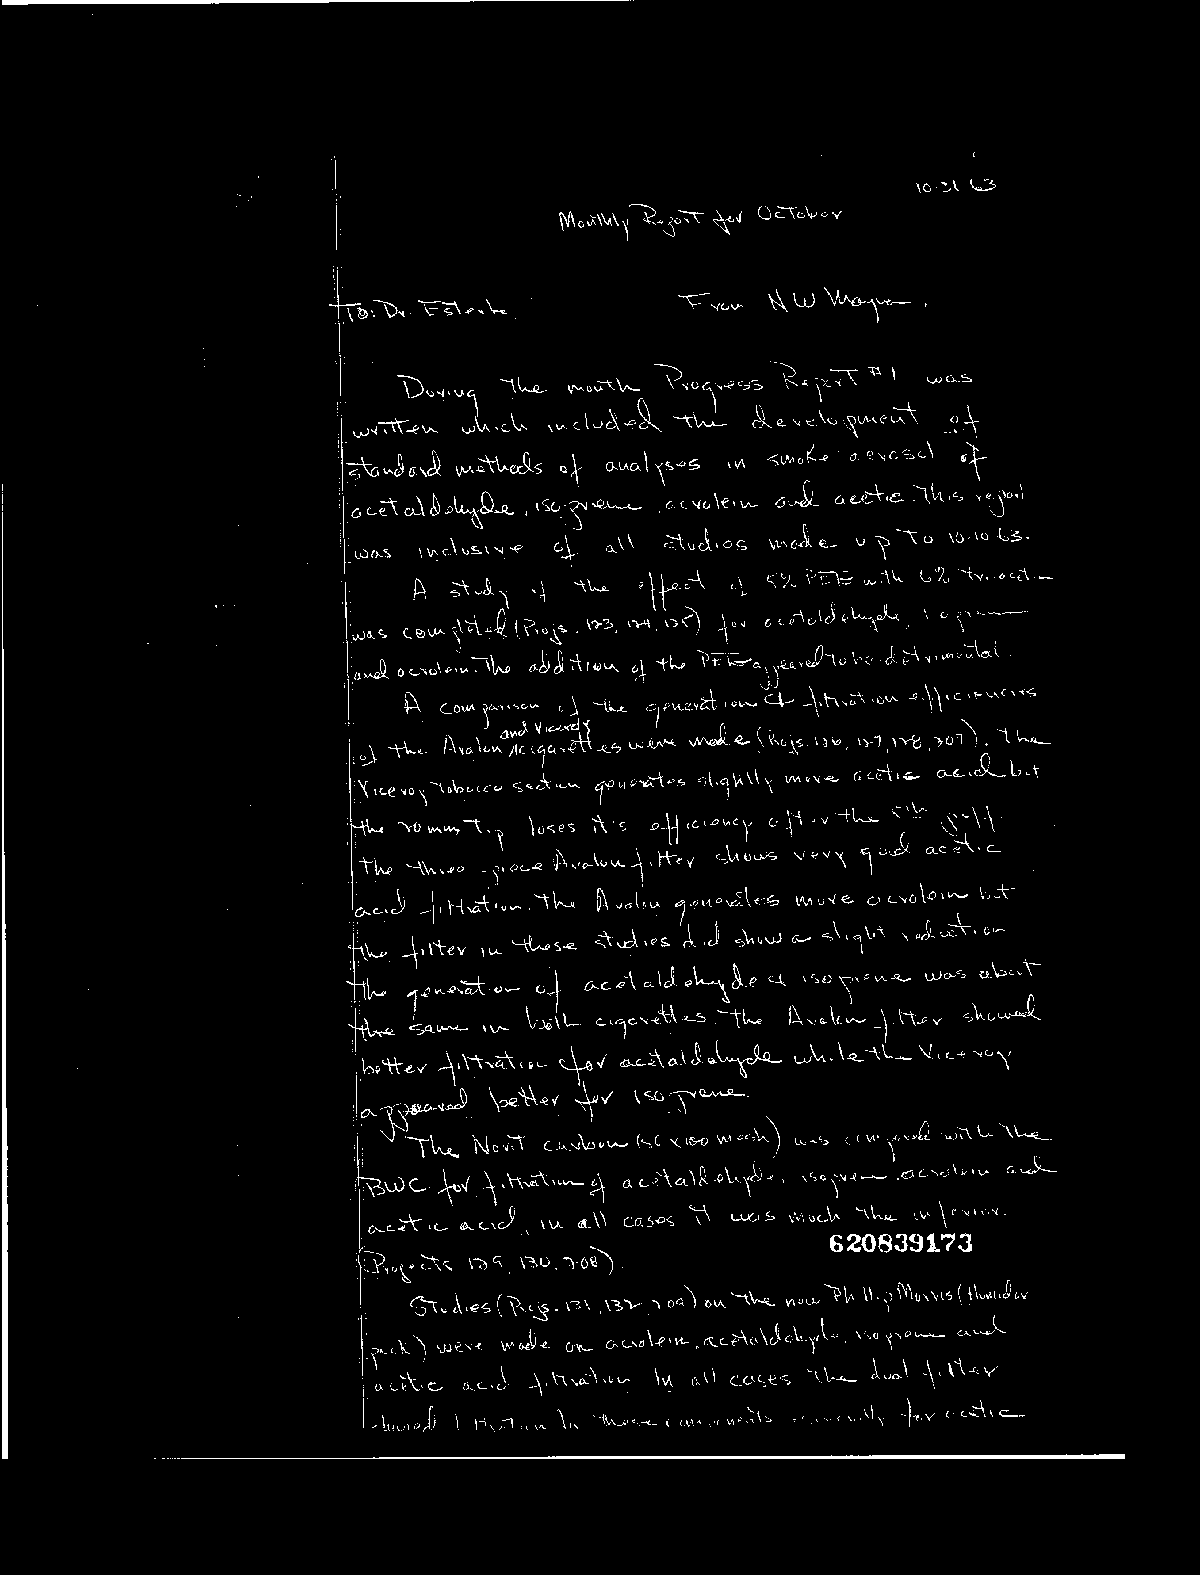 10-31 63
Monthly Report for October
To: Dr. Esterle From N W
During the month Progress Report #1 was
written which included the development of
standard methods of analyses in smoke aerosol of
acetaldehyde, isoprene, acrolein and acetic. This report
was inclusive of all studies made up to 10-10 63.
A study of the effect of 5% with 6% triacetin
was completed (Projs. 123, 124, 125) for acetaldehyde, isoprene
and acrolein. The addition of the appeared to be detrimental.
A comparison of the generation & filtration efficiencies
of the Avalon and Viceroy cigarettes were made (Projs. 126, 127, 128, 207). The
Viceroy tobacco section generates slightly more acetic acid but
the 20 mm tip loses it's efficiency after the 5th puff.
The three-piece Avalon filter shows very good acetic
acid filtration. The Avalon generates more acrolein but
the filter in these studies did show a slight reduction
the generation of acetaldehyde & isoprene was about
the same in both cigarettes. The Avalon filter showed
better filtration for acetaldehyde while the Viceroy
appeared better for isoprene.
The Norit carbon ( x 100 mesh) was compared with the
BWC for filtration of acetaldehyde, isoprene, acrolein and
acetic acid, in all cases it was much the inferior.
(Projects 129, 130, 208).
620839173
Studies (Projs. 131, 132, 209) on the new Phillip Morris (Humidor
pack) were made on acrolein, acetaldehyde, isoprene and
acetic acid filtration In all cases the dual filter
showed filtration for acetic